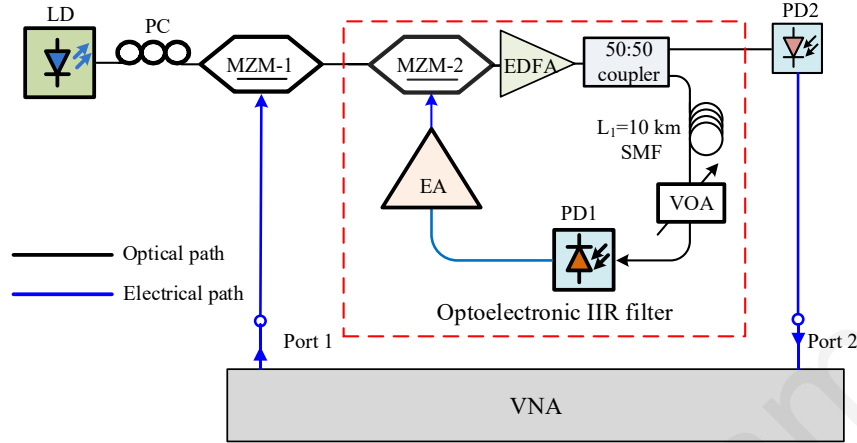 LD
PC
MZM-1
MZM-2
EDFA
50:50
coupler
PD2
L₁=10 km
SMF
EA
VOA
PD1
Optical path
Electrical path
Optoelectronic IIR filter
Port 1
Port 2
VNA